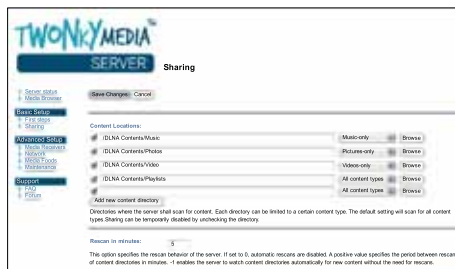 TWONKYMEDIA™
SERVER
Sharing
Server status
Media Browser
Save Changes Cancel
Basic Setup
First steps
Sharing
Advanced Setup
Media Receivers
Network
Media Feeds
Maintenance
Support
FAQ
Forum
Content Locations:
/DLNA Contents/Music Music-only Browse
/DLNA Contents/Photos Pictures-only Browse
/DLNA Contents/Video Videos-only Browse
/DLNA Contents/Playlists All content types Browse
All content types Browse
Add new content directory
Directories where the server shall scan for content. Each directory can be limited to a certain content type. The default setting will scan for all content
types.Sharing can be temporarily disabled by unchecking the directory.
Rescan in minutes: 5
This option specifies the rescan behavior of the server. If set to 0, automatic rescans are disabled. A positive value specifies the period between rescans
of content directories in minutes. -1 enables the server to watch content directories automatically for new content without the need for rescans.